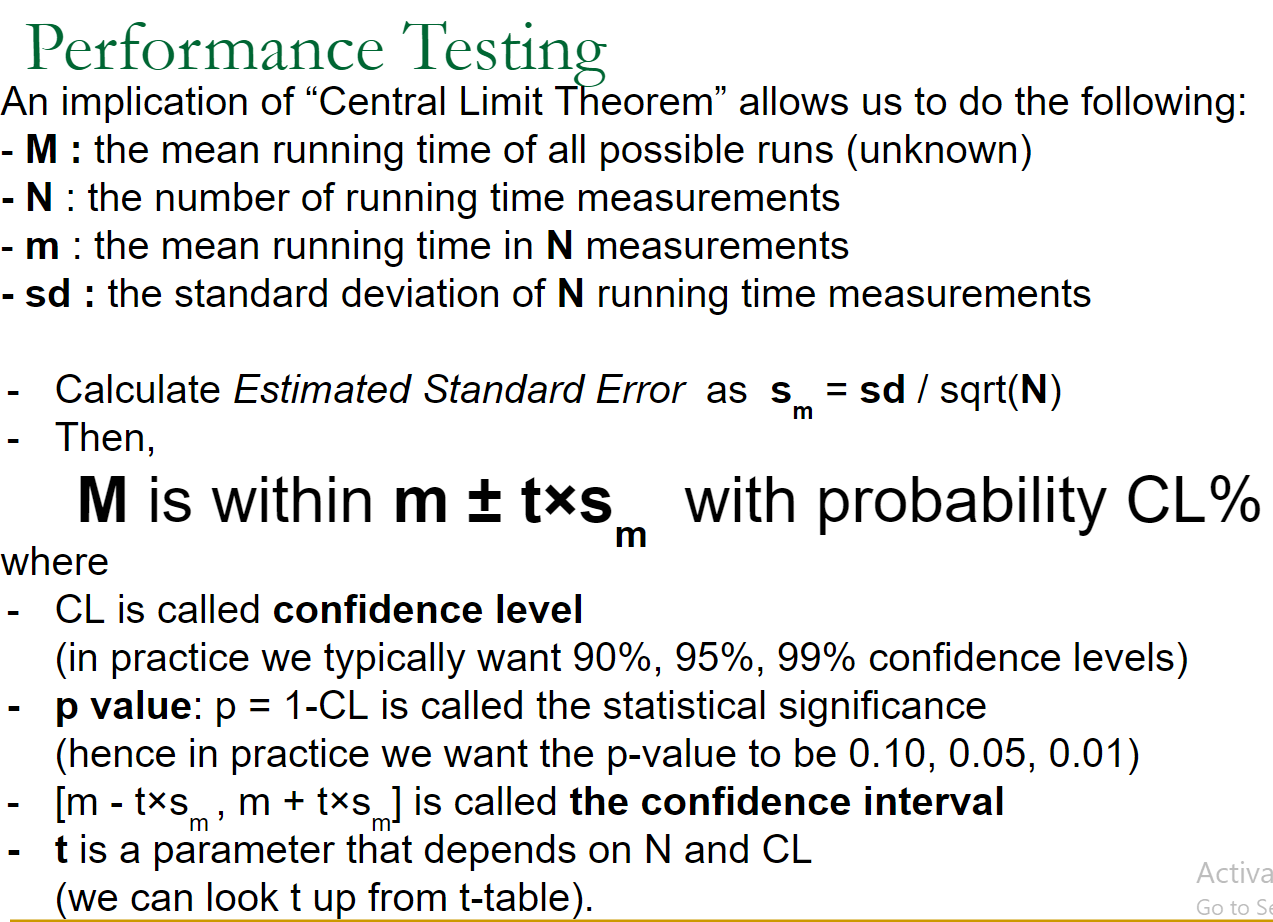 Performance Testing
An implication of “Central Limit Theorem” allows us to do the following:
- M : the mean running time of all possible runs (unknown)
- N : the number of running time measurements
- m : the mean running time in N measurements
- sd : the standard deviation of N running time measurements
- Calculate Estimated Standard Error as sm = sd / sqrt(N)
- Then,
M is within m ± t×sm with probability CL%
where
- CL is called confidence level
(in practice we typically want 90%, 95%, 99% confidence levels)
- p value: p = 1-CL is called the statistical significance
(hence in practice we want the p-value to be 0.10, 0.05, 0.01)
- [m - t×sm , m + t×sm] is called the confidence interval
- t is a parameter that depends on N and CL
(we can look t up from t-table).
Activa
Go to Se